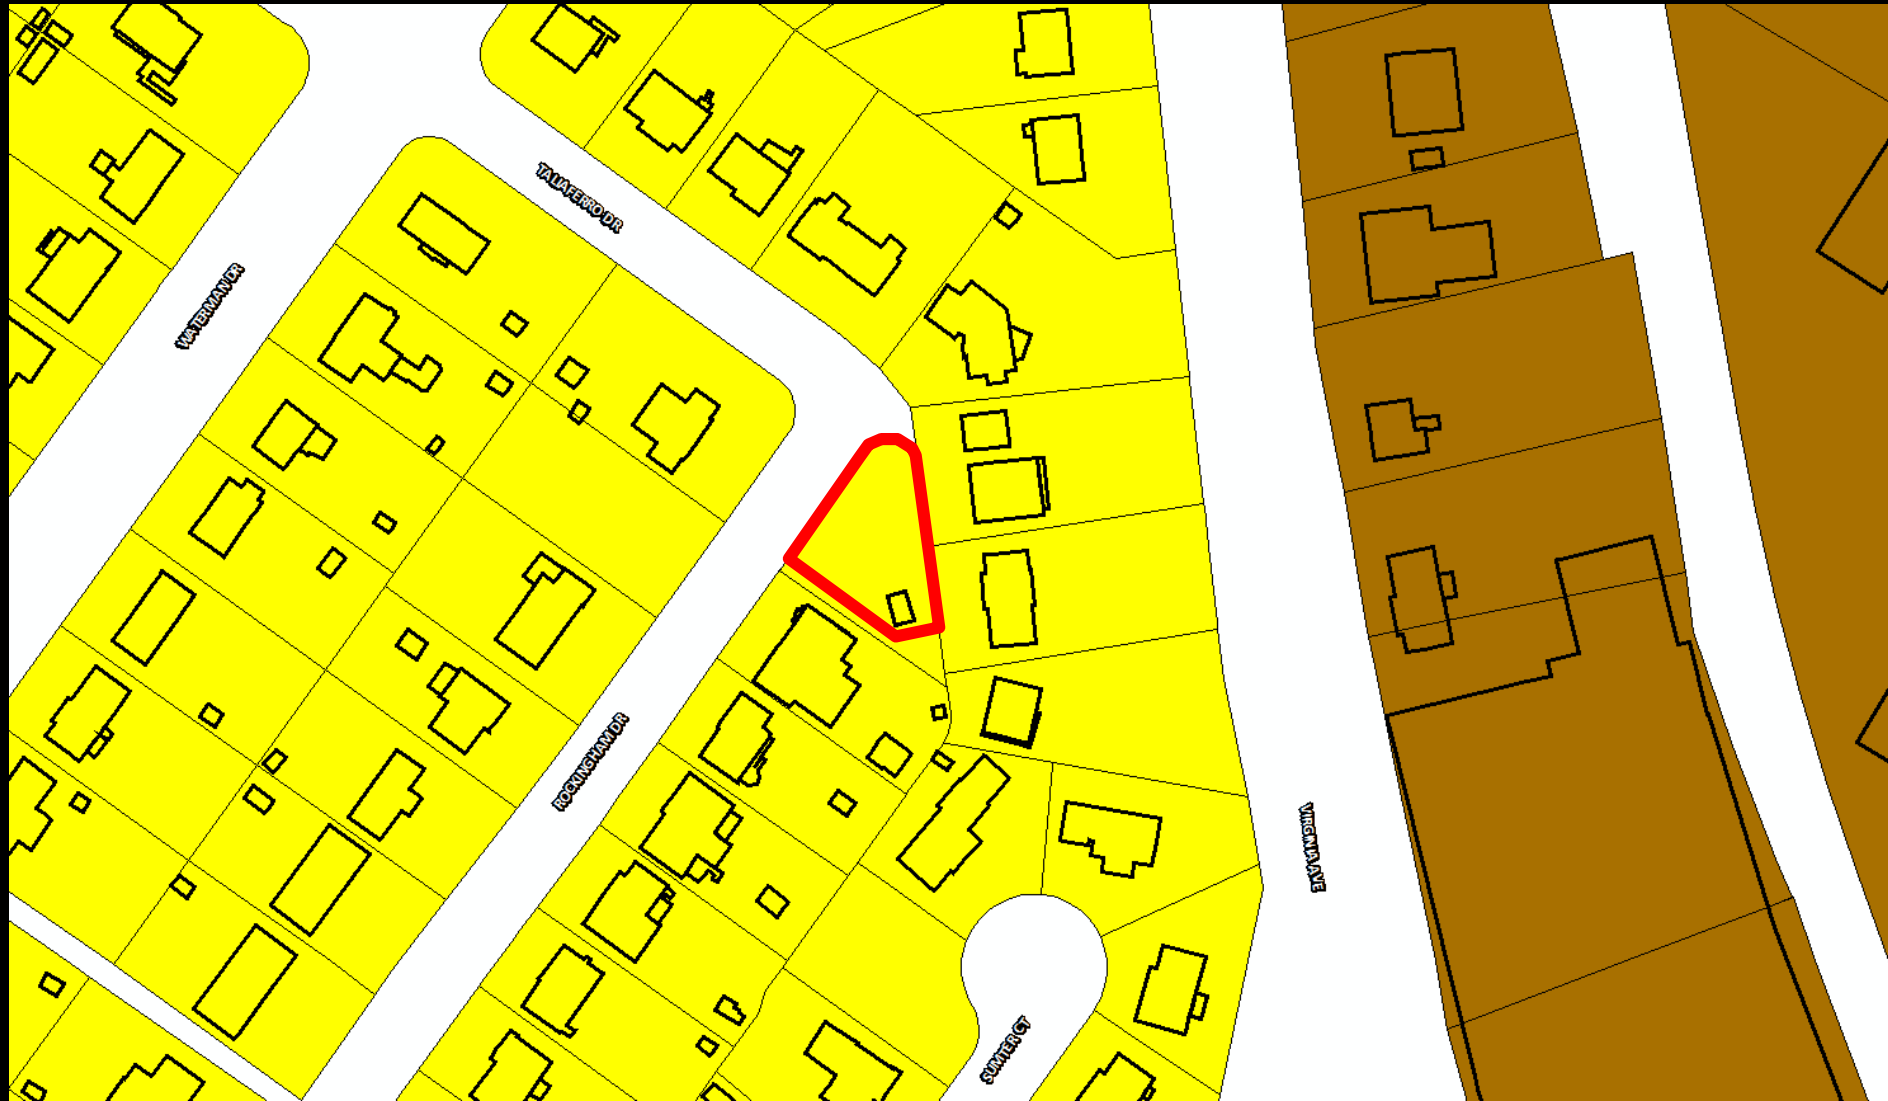 TALIAFERRO DR
WATERMAN DR
ROCKINGHAM DR
VIRGINIA AVE
SUMTER CT